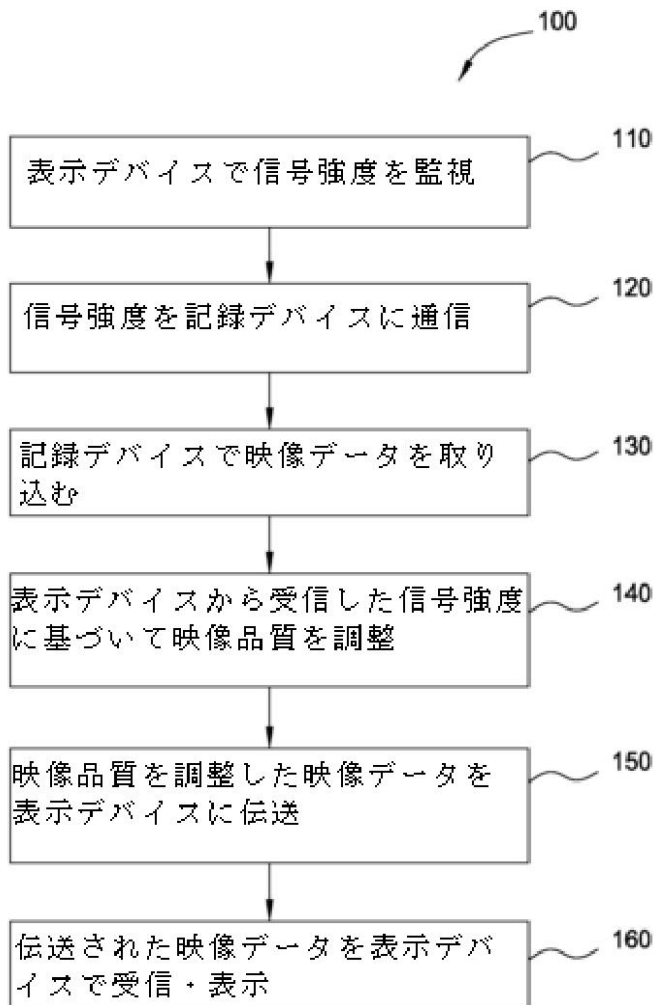 100
110
表示デバイスで信号強度を監視
120
信号強度を記録デバイスに通信
130
記録デバイスで映像データを取り
込む
140
表示デバイスから受信した信号強度
に基づいて映像品質を調整
150
映像品質を調整した映像データを
表示デバイスに伝送
160
伝送された映像データを表示デバ
イスで受信・表示